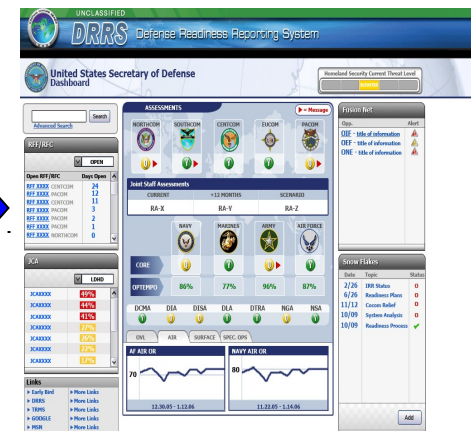 UNCLASSIFIED
DRRS Defense Readiness Reporting System
United States Secretary of Defense
Dashboard
Homeland Security Current Threat Level
Search
Advanced Search
RFF/RFC
OPEN
Open RFF/RFC Days Open
RFF XXXX CENTCOM 24
RFF XXXX PACOM 12
RFF XXXX CENTCOM 11
RFF XXXX PACOM 3
RFF XXXX PACOM 2
RFF XXXX PACOM 1
RFF XXXX NORTHCOM 0
JCA
LDHD
JCAXXXX 49%
JCAXXXX 44%
JCAXXXX 41%
JCAXXXX 27%
JCAXXXX
JCAXXXX
JCAXXXX
Links
Early Bird More Links
DRRS More Links
TRMS More Links
GOOGLE More Links
MSN More Links
ASSESSMENTS
= Message
NORTHCOM SOUTHCOM CENTCOM EUCOM PACOM
Joint Staff Assessments
CURRENT <12 MONTHS SCENARIO
RA-X RA-V RA-Z
NAVY MARINES ARMY AIR FORCE
CORE
OPTEMPO 86% 77% 96% 87%
DCMA DIA DISA DLA DTRA NGA NSA
OVL AIR SURFACE SPEC. OPS
AF AIR OR
70
12.30.05 - 1.12.06
NAVY AIR OR
80
11.22.05 - 1.14.06
Fusion Net
Opp. Alert
OIF - title of information
OEF - title of information
ONE - title of information
Snow Flakes
Date Topic Status
2/26 IRR Status 0
6/26 Readiness Plans 0
11/12 Cocom Relief 0
10/09 System Analysis 0
10/09 Readiness Process
Add